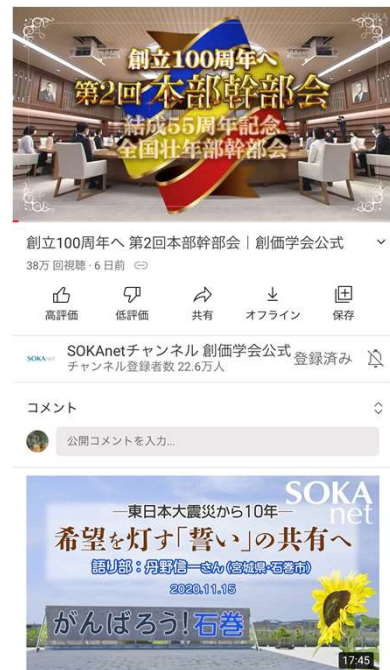 創立100周年へ
第2回本部幹部会
結成55周年記念
全国壮年部幹部会
創立100周年へ 第2回本部幹部会｜創価学会公式
38万 回視聴・6 日前
高評価
低評価
共有
オフライン
保存
SOKAnet
SOKAnetチャンネル 創価学会公式
チャンネル登録者数 22.6万人
登録済み
コメント
公開コメントを入力...
SOKA
net
―東日本大震災から10年―
希望を灯す「誓い」の共有へ
語り部：丹野信一さん（宮城県・石巻市）
2020.11.15
がんばろう！石巻
17:45